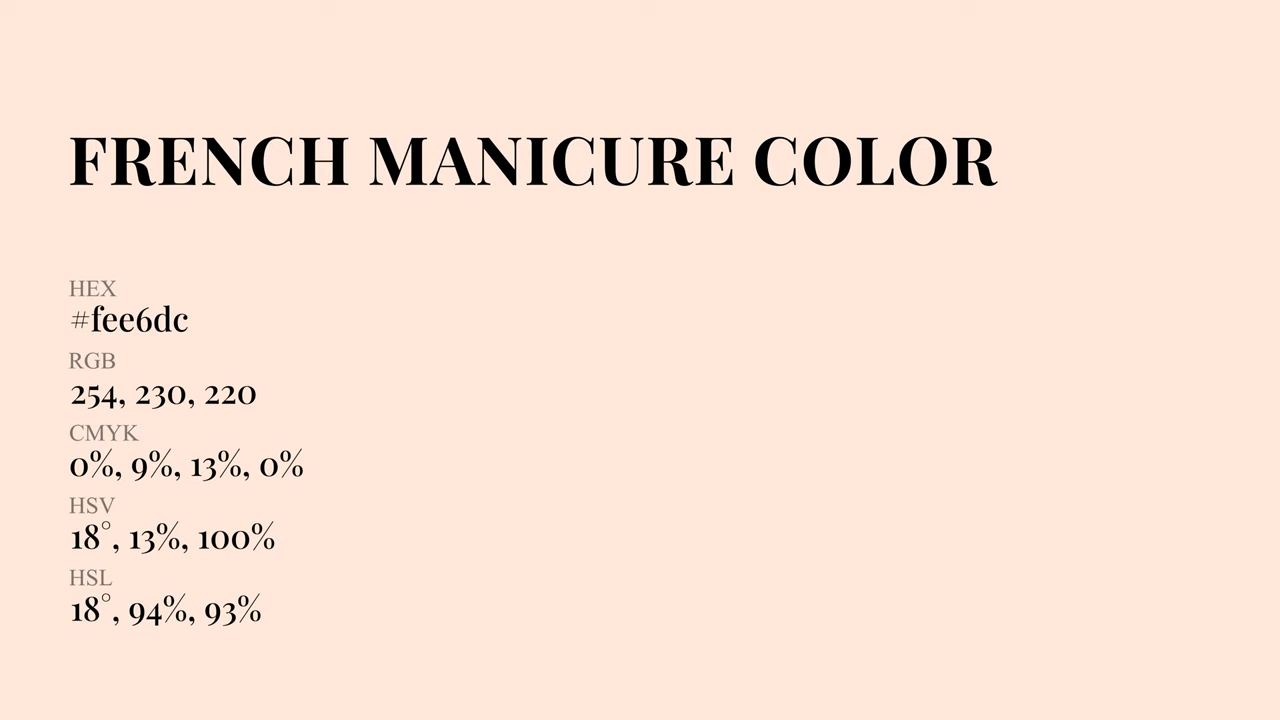 FRENCH MANICURE COLOR
HEX
#fee6dc
RGB
254, 230, 220
CMYK
0%, 9%, 13%, 0%
HSV
18°, 13%, 100%
HSL
18°, 94%, 93%